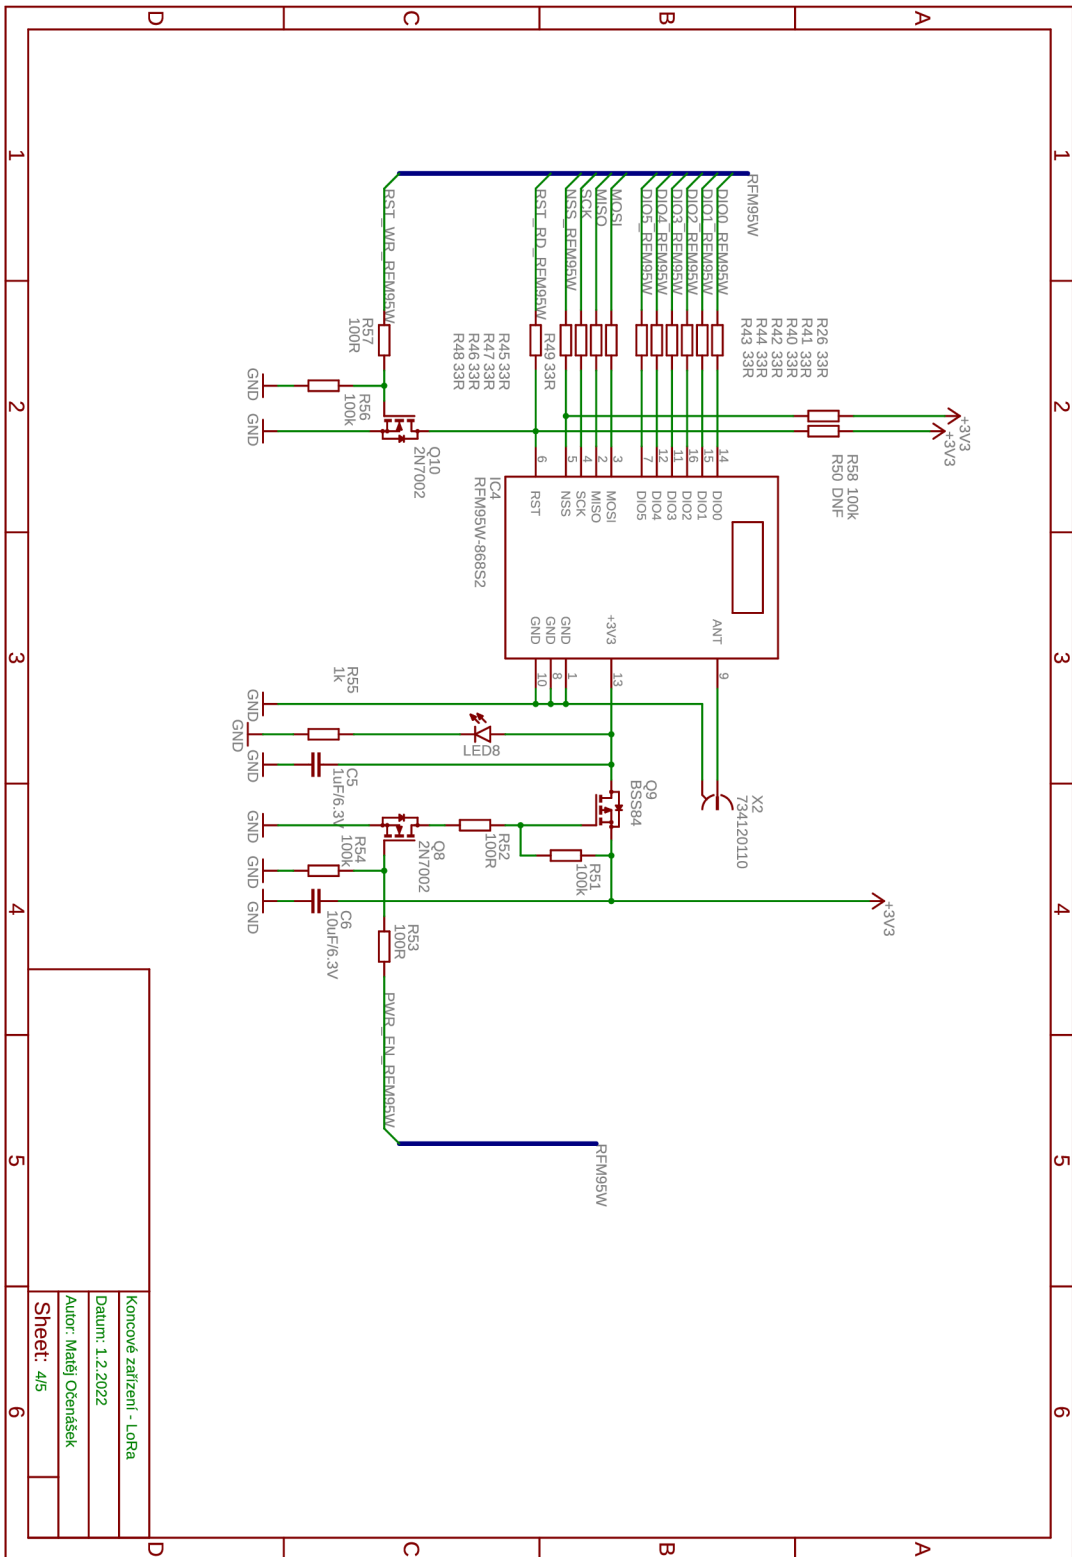 1
2
3
4
5
6
A
B
C
D
RFM95W
DIO0_RFM95W
DIO1_RFM95W
DIO2_RFM95W
DIO3_RFM95W
DIO4_RFM95W
DIO5_RFM95W
MOSI
MISO
SCK
NSS_RFM95W
RST_RD_RFM95W
RST_WR_RFM95W
R26 33R
R41 33R
R40 33R
R42 33R
R44 33R
R43 33R
R49 33R
R45 33R
R47 33R
R46 33R
R48 33R
R57
100R
R56
100k
GND
GND
Q10
2N7002
+3V3
+3V3
R58 100k
R50 DNF
14
15
16
11
12
7
3
2
4
5
6
DIO0
DIO1
DIO2
DIO3
DIO4
DIO5
MOSI
MISO
SCK
NSS
RST
IC4
RFM95W-868S2
ANT
+3V3
GND
GND
GND
9
13
1
8
10
X2
734120110
R55
1k
LED8
GND
GND
GND
C5
1uF/6.3V
Q9
BSS84
R51
100k
R52
100R
Q8
2N7002
R54
100k
GND
GND
GND
C6
10uF/6.3V
R53
100R
+3V3
PWR_EN_RFM95W
RFM95W
Koncové zařízení - LoRa
Datum: 1.2.2022
Autor: Matěj Očenášek
Sheet: 4/5
1
2
3
4
5
6
A
B
C
D